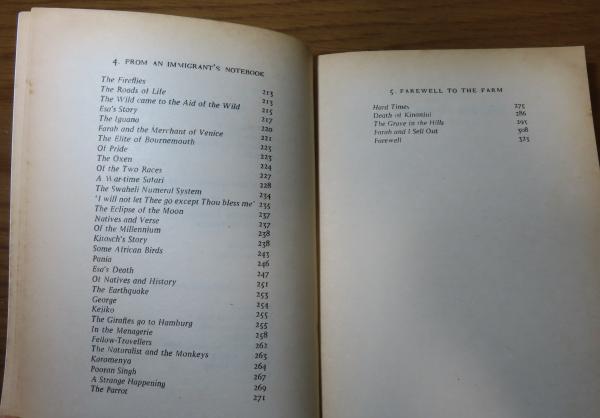 4. FROM AN IMMIGRANT'S NOTEBOOK
The Fireflies 213
The Roads of Life 213
The Wild came to the Aid of the Wild 215
Esa's Story 217
The Iguana 220
Farah and the Merchant of Venice 221
The Elite of Bournemouth 223
Of Pride 223
The Oxen 224
Of the Two Races 227
A War-time Safari 228
The Swaheli Numeral System 234
'I will not let Thee go except Thou bless me' 235
The Eclipse of the Moon 237
Natives and Verse 237
Of the Millennium 238
Kitosch's Story 238
Some African Birds 243
Pania 246
Esa's Death 247
Of Natives and History 251
The Earthquake 253
George 254
Kejiko 255
The Giraffes go to Hamburg 255
In the Menagerie 258
Fellow-Travellers 262
The Naturalist and the Monkeys 263
Karomenya 264
Pooran Singh 267
A Strange Happening 269
The Parrot 271
5. FAREWELL TO THE FARM
Hard Times 275
Death of Kinanjui 286
The Grave in the Hills 293
Farah and I Sell Out 308
Farewell 323